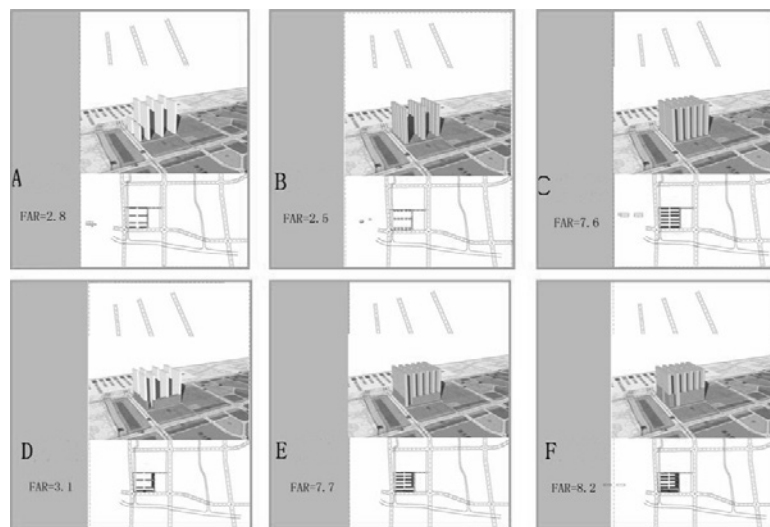 A
FAR=2.8
B
FAR=2.5
C
FAR=7.6
D
FAR=3.1
E
FAR=7.7
F
FAR=8.2